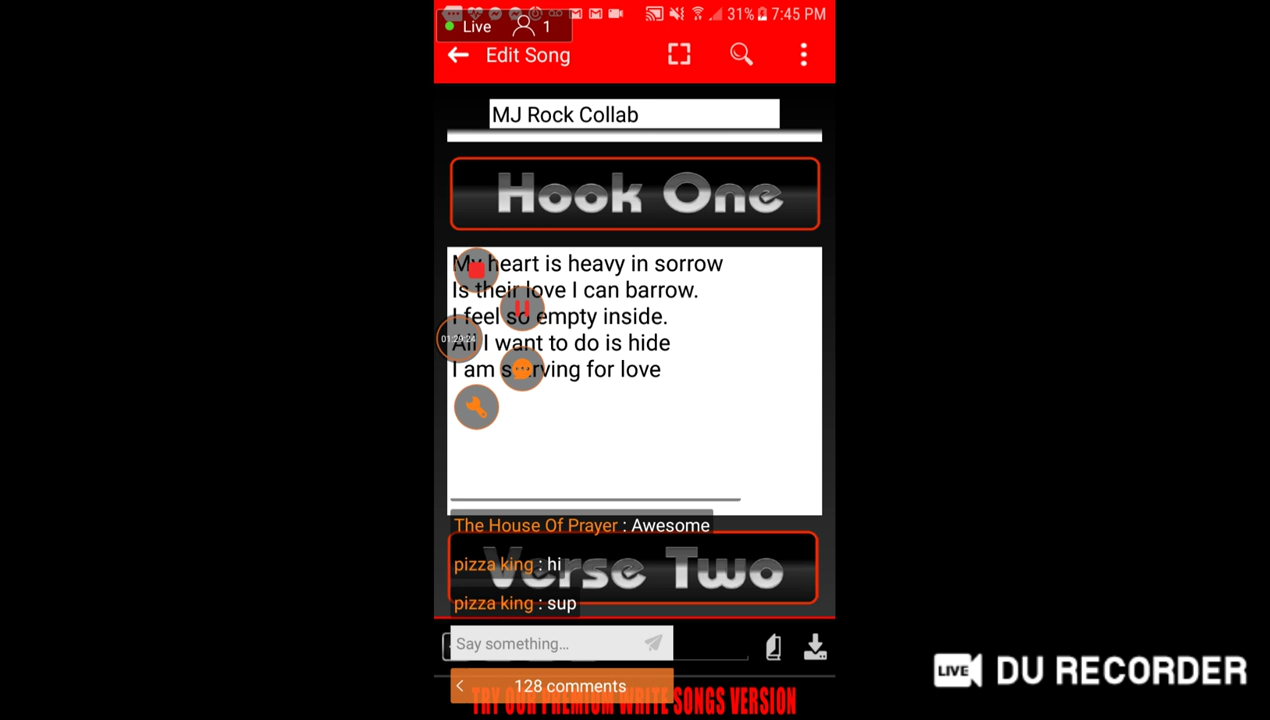 Live 1
31% 7:45 PM
Edit Song
MJ Rock Collab
Hook One
My heart is heavy in sorrow
Is their love I can barrow.
I feel so empty inside.
01:29:24
All I want to do is hide
I am starving for love
The House Of Prayer : Awesome
Verse Two
pizza king : hi
pizza king : sup
Say something...
128 comments
TRY OUR PREMIUM WRITE SONGS VERSION
LIVE DU RECORDER